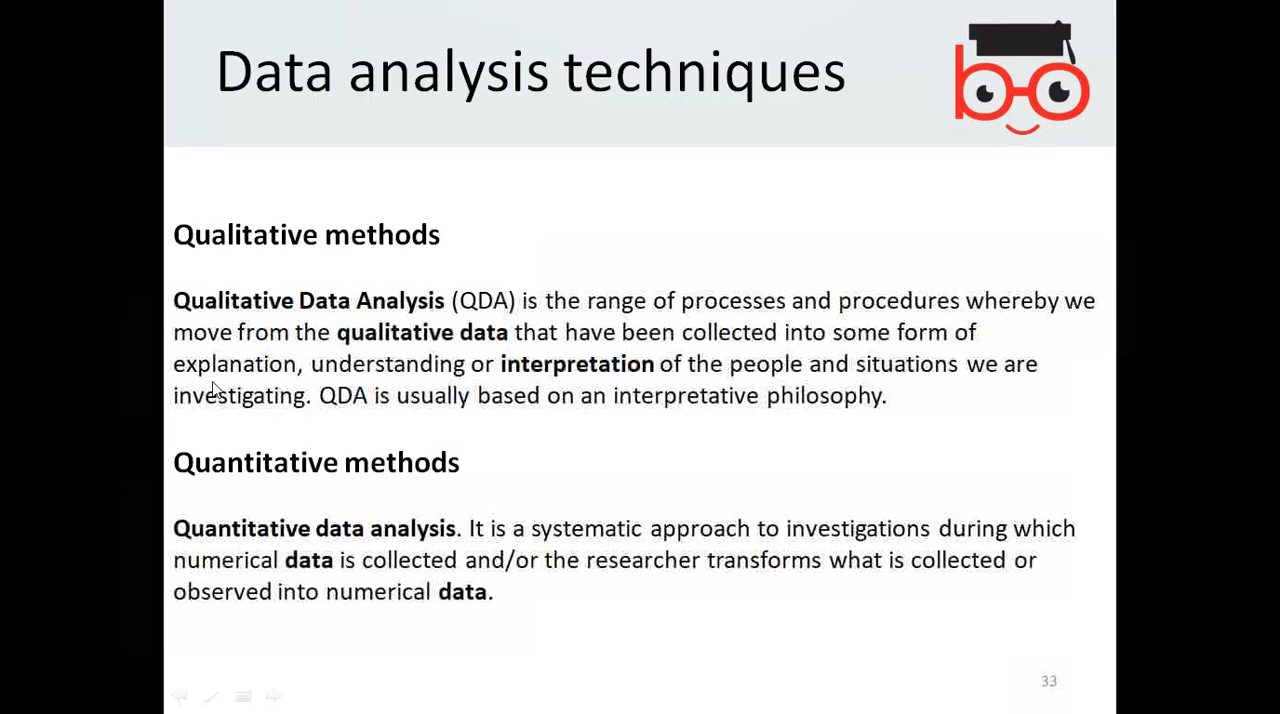 Data analysis techniques
Qualitative methods
Qualitative Data Analysis (QDA) is the range of processes and procedures whereby we
move from the qualitative data that have been collected into some form of
explanation, understanding or interpretation of the people and situations we are
investigating. QDA is usually based on an interpretative philosophy.
Quantitative methods
Quantitative data analysis. It is a systematic approach to investigations during which
numerical data is collected and/or the researcher transforms what is collected or
observed into numerical data.
33